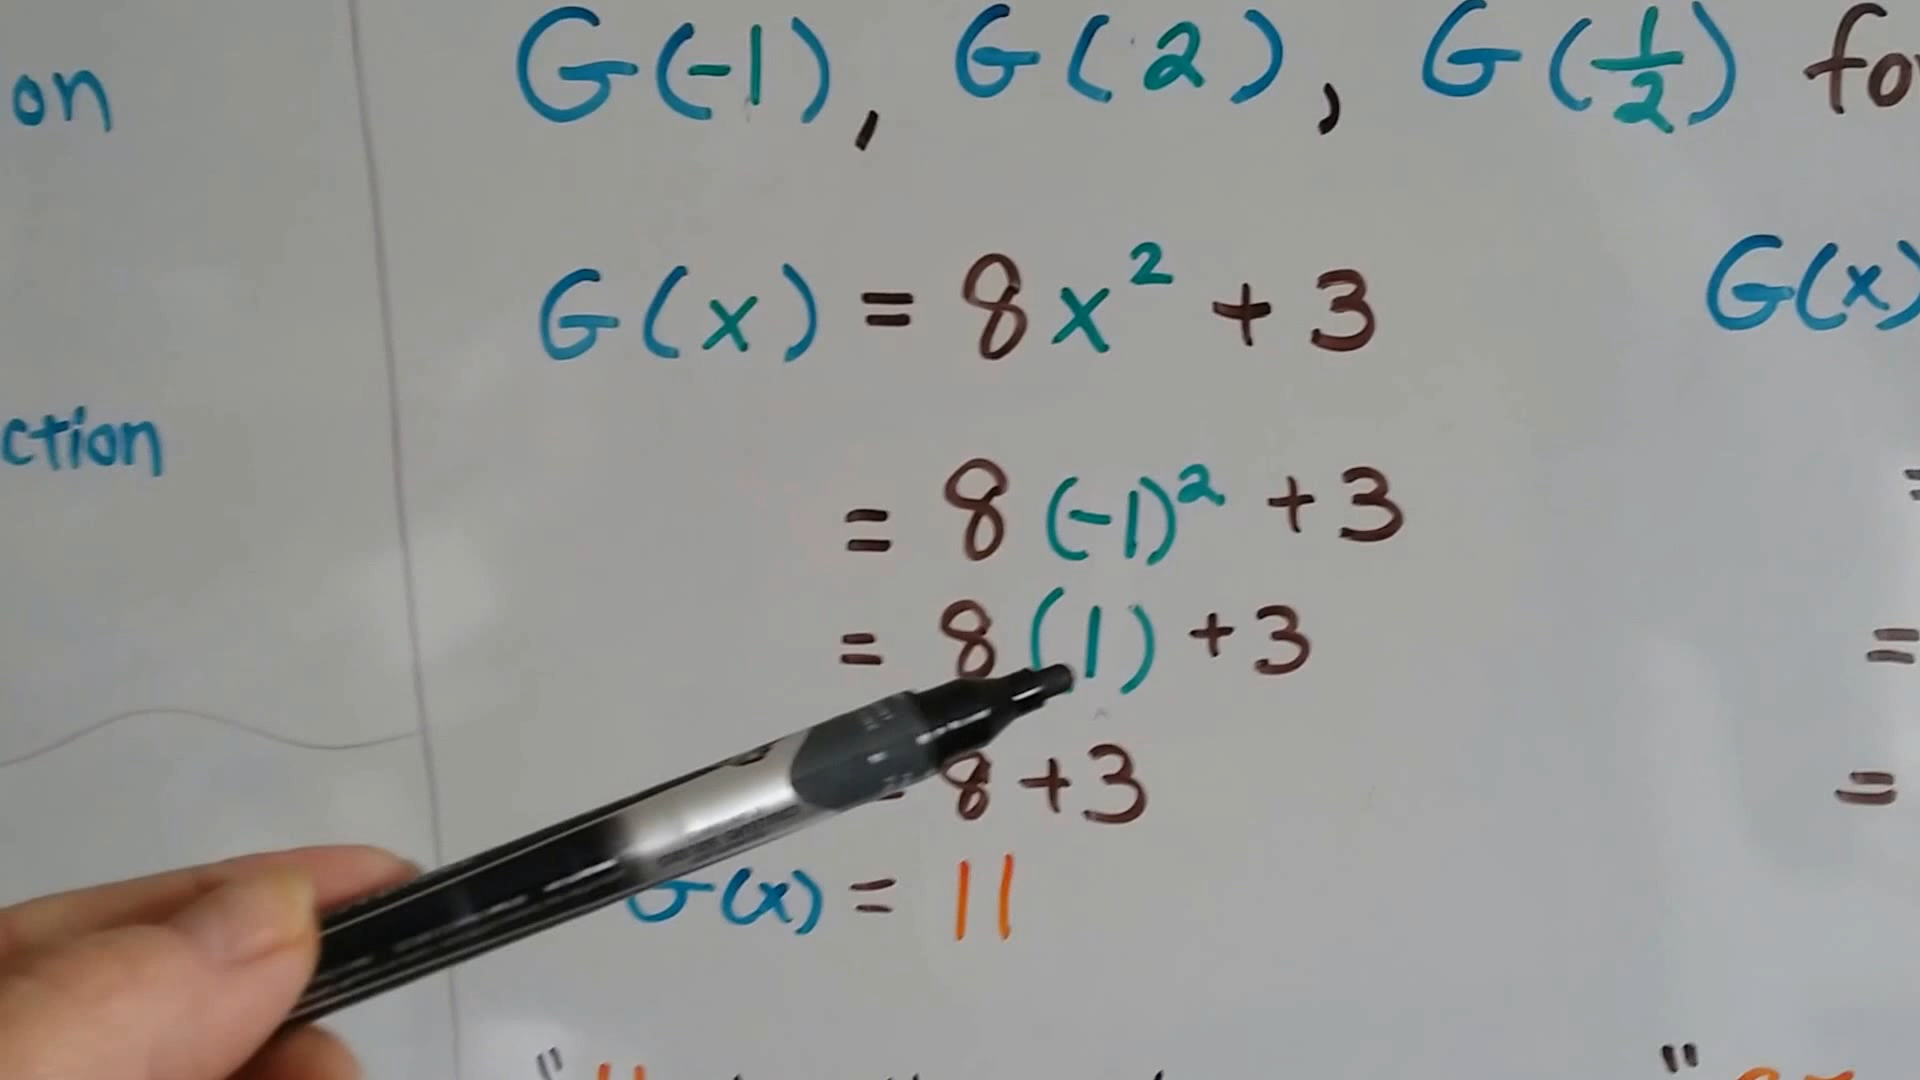 on
ction
G(-1), G(2), G(1/2) fo
G(x) = 8x² + 3
= 8(-1)² + 3
= 8(1) + 3
= 8 + 3
G(x) = 11
G(x)
=
=
=
"11
"